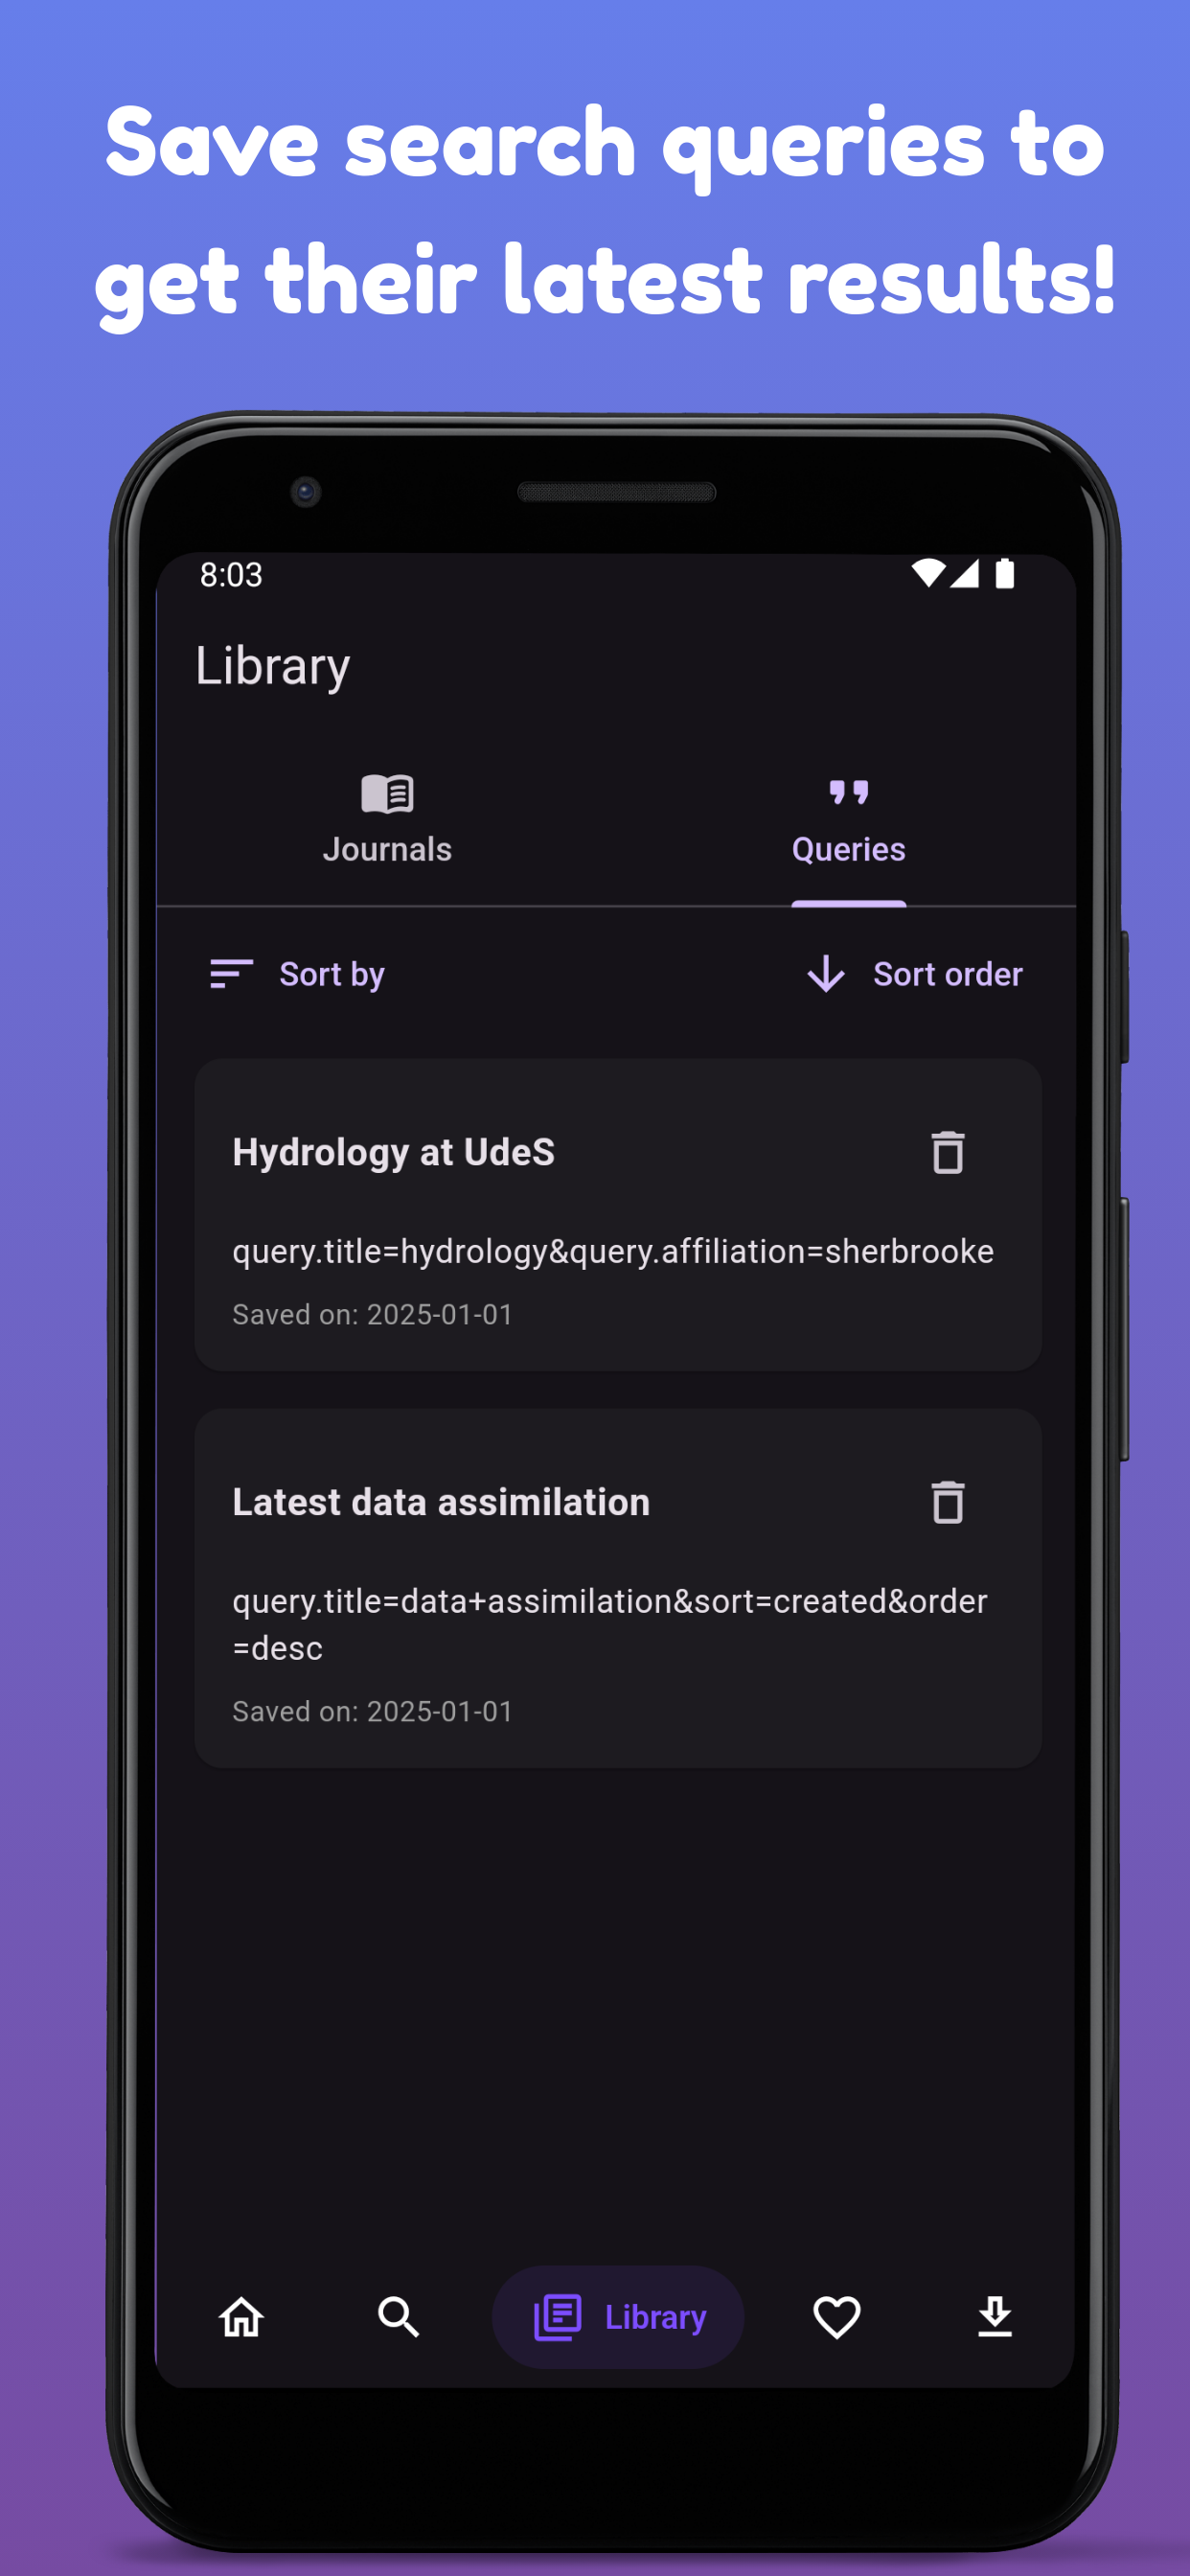 Save search queries to
get their latest results!
8:03
Library
Journals
Queries
Sort by
Sort order
Hydrology at UdeS
query.title=hydrology&query.affiliation=sherbrooke
Saved on: 2025-01-01
Latest data assimilation
query.title=data+assimilation&sort=created&order
=desc
Saved on: 2025-01-01
Library